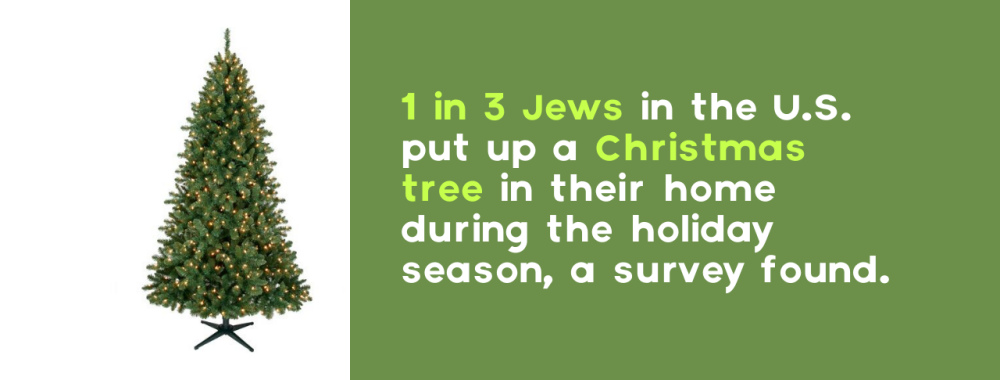 1 in 3 Jews in the U.S.
put up a Christmas
tree in their home
during the holiday
season, a survey found.